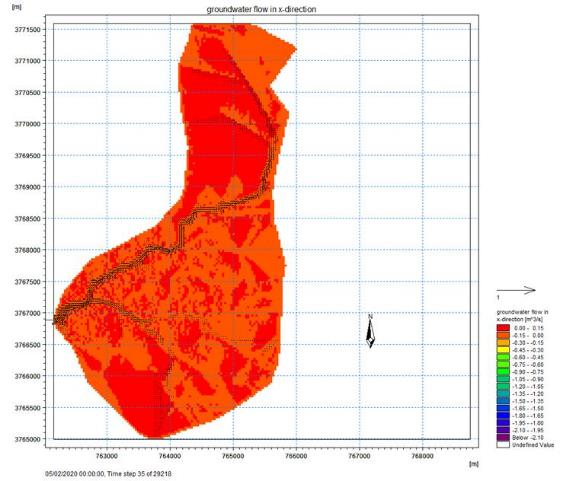 groundwater flow in x-direction
[m]
3771500
3771000
3770500
3770000
3769500
3769000
3768500
3768000
3767500
3767000
3766500
3766000
3765500
3765000
763000 764000 765000 766000 767000 768000
[m]
05/02/2020 00:00:00, Time step 35 of 29218
N
1
groundwater flow in
x-direction [m^3/s]
0.00 - 0.15
-0.15 - 0.00
-0.30 - -0.15
-0.45 - -0.30
-0.60 - -0.45
-0.75 - -0.60
-0.90 - -0.75
-1.05 - -0.90
-1.20 - -1.05
-1.35 - -1.20
-1.50 - -1.35
-1.65 - -1.50
-1.80 - -1.65
-1.95 - -1.80
-2.10 - -1.95
Below -2.10
Undefined Value